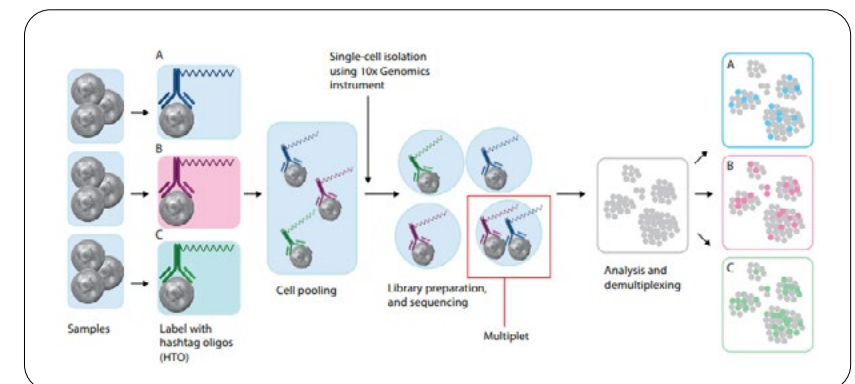 A
Single-cell isolation
using 10x Genomics
instrument
A
B
B
C
C
Cell pooling
Library preparation,
and sequencing
Analysis and
demultiplexing
Samples
Label with
hashtag oligos
(HTO)
Multiplet